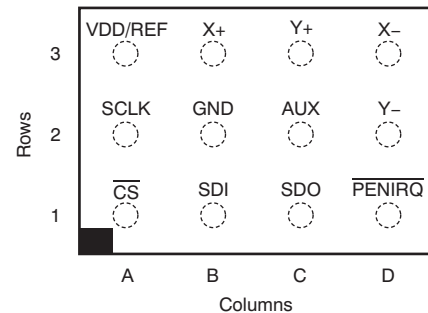 VDD/REF X+ Y+ X−
3
SCLK GND AUX Y−
2
Rows
CS SDI SDO PENIRQ
1
A B C D
Columns